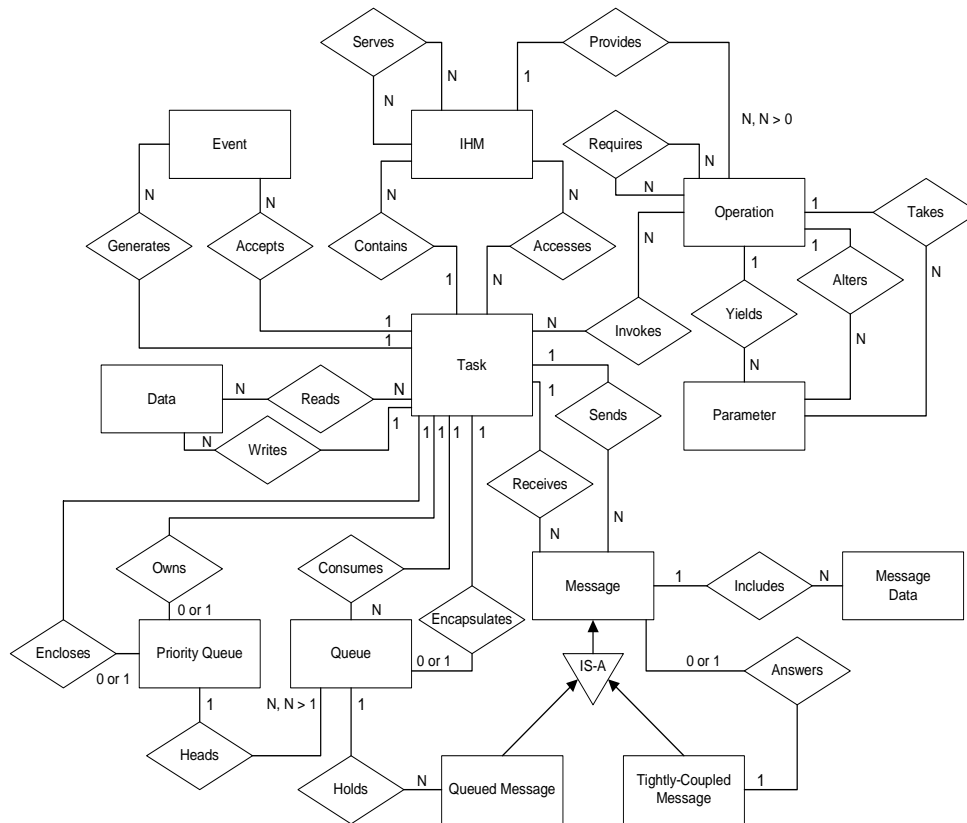 Serves
Provides
N
1
N
N, N > 0
Event
IHM
Requires
N
N
N
N
N
N
Operation
1
Takes
Generates
Accepts
Contains
Accesses
N
1
1
Alters
N
1
N
Yields
1
1
N
Invokes
Task
1
N
N
Data
N
Reads
N
1
Parameter
Sends
N
Writes
1
1
1
1
1
Receives
N
N
Owns
Consumes
Message
1
Includes
N
Message
Data
0 or 1
N
Encapsulates
Encloses
Priority Queue
Queue
0 or 1
0 or 1
IS-A
0 or 1
Answers
1
N, N > 1
1
Heads
Holds
N
Queued Message
Tightly-Coupled
Message
1